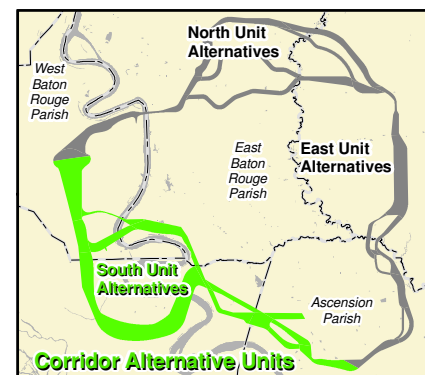 North Unit
Alternatives
West
Baton
Rouge
Parish
East
Baton
Rouge
Parish
East Unit
Alternatives
South Unit
Alternatives
Ascension
Parish
Corridor Alternative Units